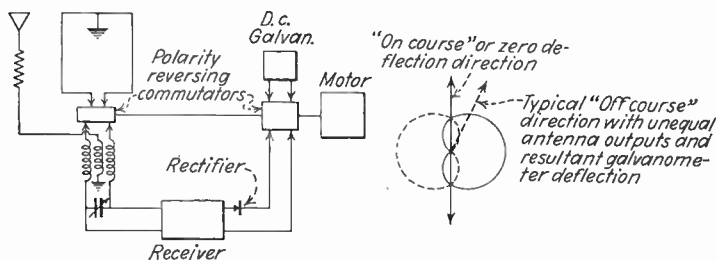 D.c.
Galvan.
Polarity
reversing
commutators
Motor
Rectifier
Receiver
"On course" or zero de-
flection direction
Typical "Off course"
direction with unequal
antenna outputs and
resultant galvanome-
ter deflection